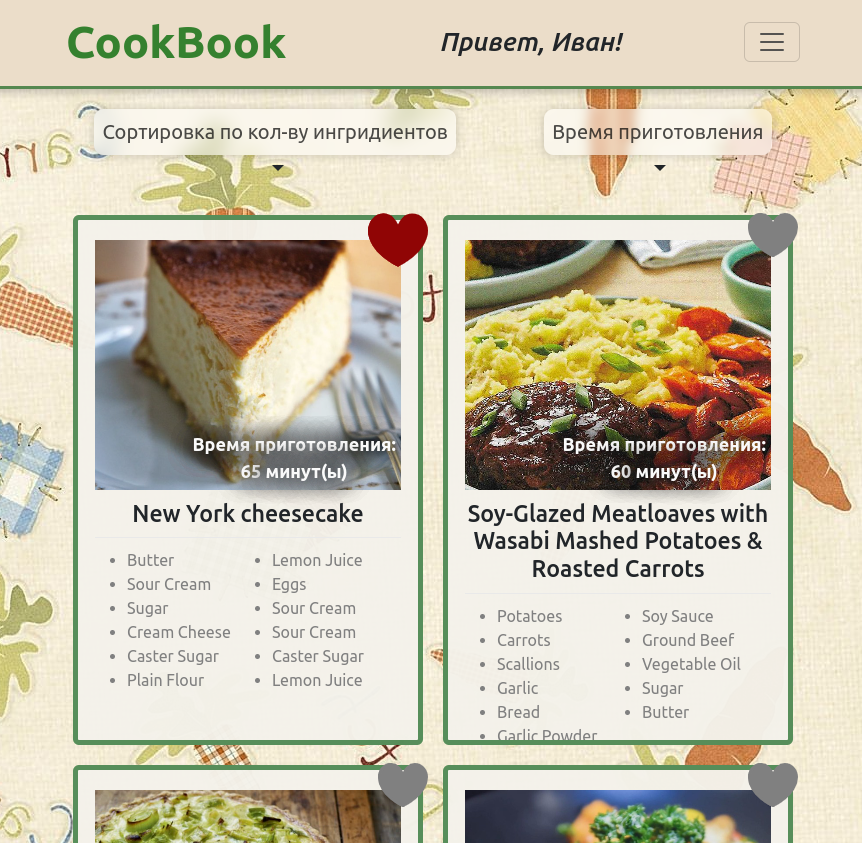 CookBook
Привет, Иван!
Сортировка по кол-ву ингридиентов
Время приготовления
Время приготовления:
65 минут(ы)
New York cheesecake
Butter
Sour Cream
Sugar
Cream Cheese
Caster Sugar
Plain Flour
Lemon Juice
Eggs
Sour Cream
Sour Cream
Caster Sugar
Lemon Juice
Время приготовления:
60 минут(ы)
Soy-Glazed Meatloaves with
Wasabi Mashed Potatoes &
Roasted Carrots
Potatoes
Carrots
Scallions
Garlic
Bread
Garlic Powder
Soy Sauce
Ground Beef
Vegetable Oil
Sugar
Butter